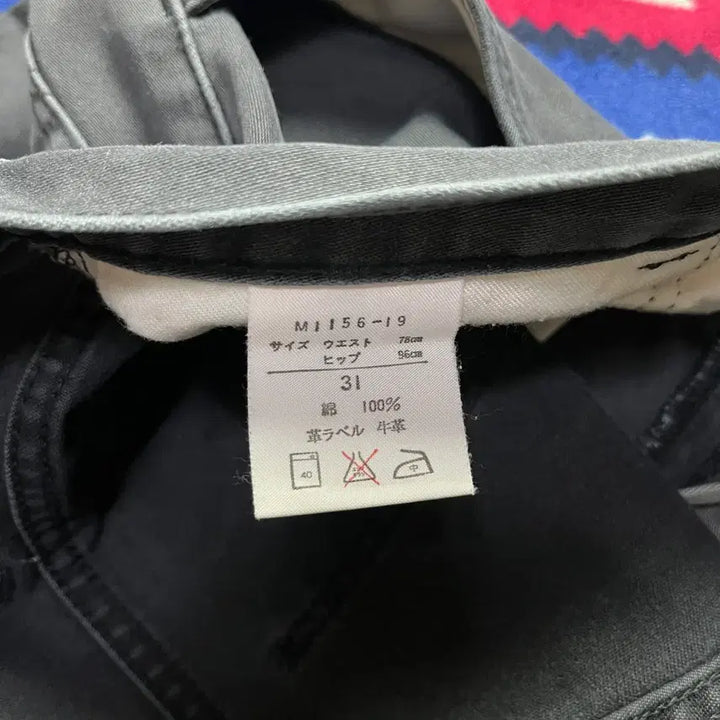 M1156-19
サイズ ウエスト 78cm
ヒップ 96cm
31
綿 100%
革ラベル 牛革
40 中